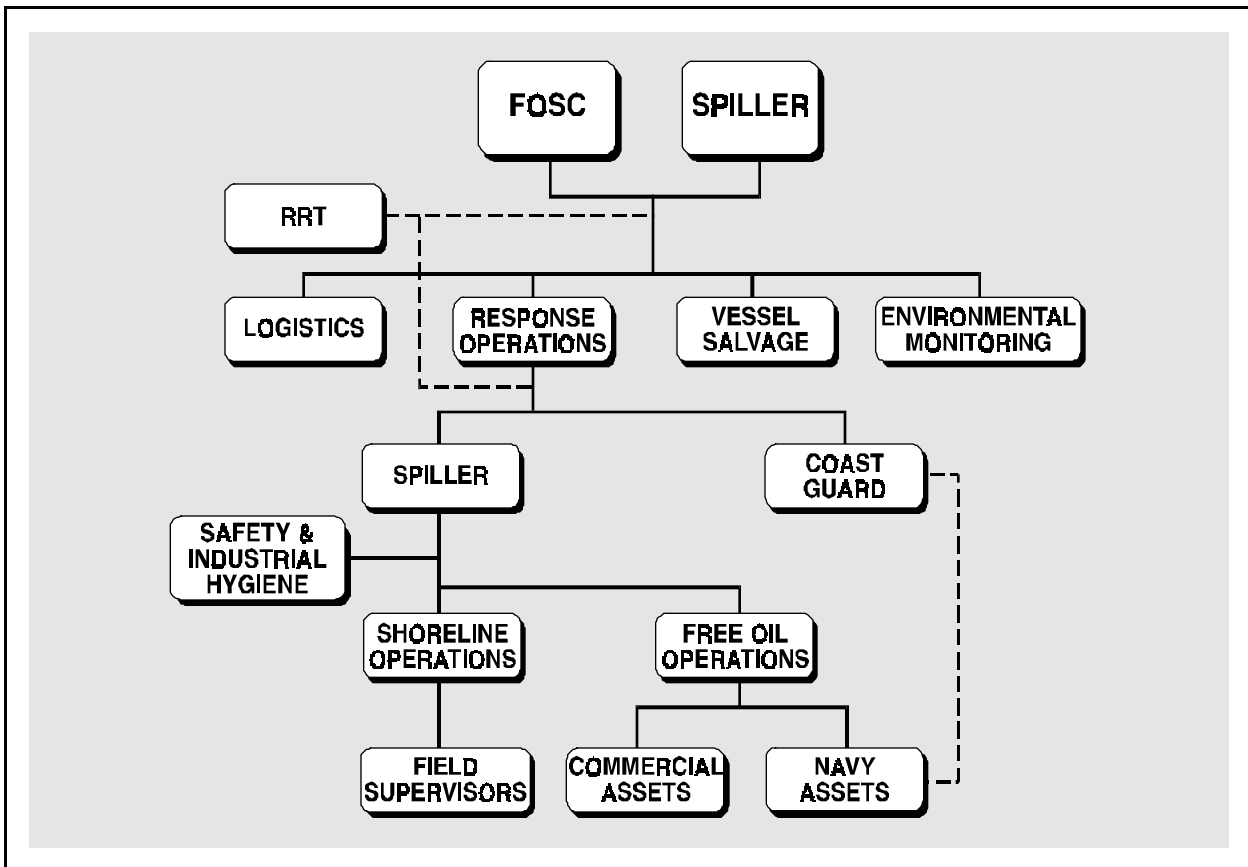 FOSC
SPILLER
RRT
LOGISTICS
RESPONSE
OPERATIONS
VESSEL
SALVAGE
ENVIRONMENTAL
MONITORING
SPILLER
COAST
GUARD
SAFETY &
INDUSTRIAL
HYGIENE
SHORELINE
OPERATIONS
FREE OIL
OPERATIONS
FIELD
SUPERVISORS
COMMERCIAL
ASSETS
NAVY
ASSETS